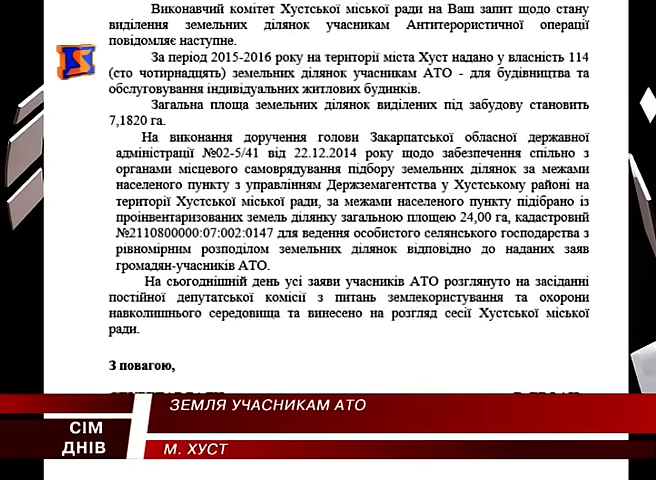 Виконавчий комітет Хустської міської ради на Ваш запит щодо стану
виділення земельних ділянок учасникам Антитерористичної операції
повідомляє наступне.
За період 2015-2016 року на території міста Хуст надано у власність 114
(сто чотирнадцять) земельних ділянок учасникам АТО - для будівництва та
обслуговування індивідуальних житлових будинків.
Загальна площа земельних ділянок виділених під забудову становить
7,1820 га.
На виконання доручення голови Закарпатської обласної державної
адміністрації №02-5/41 від 22.12.2014 року щодо забезпечення спільно з
органами місцевого самоврядування підбору земельних ділянок за межами
населеного пункту з управлінням Держземагентства у Хустському районі на
території Хустської міської ради, за межами населеного пункту підібрано із
проінвентаризованих земель ділянку загальною площею 24,00 га, кадастровий
№2110800000:07:002:0147 для ведення особистого селянського господарства з
рівномірним розподілом земельних ділянок відповідно до наданих заяв
громадян-учасників АТО.
На сьогоднішній день усі заяви учасників АТО розглянуто на засіданні
постійної депутатської комісії з питань землекористування та охорони
навколишнього середовища та винесено на розгляд сесії Хустської міської
ради.
З повагою,
ЗЕМЛЯ УЧАСНИКАМ АТО
СІМ
ДНІВ
М. ХУСТ